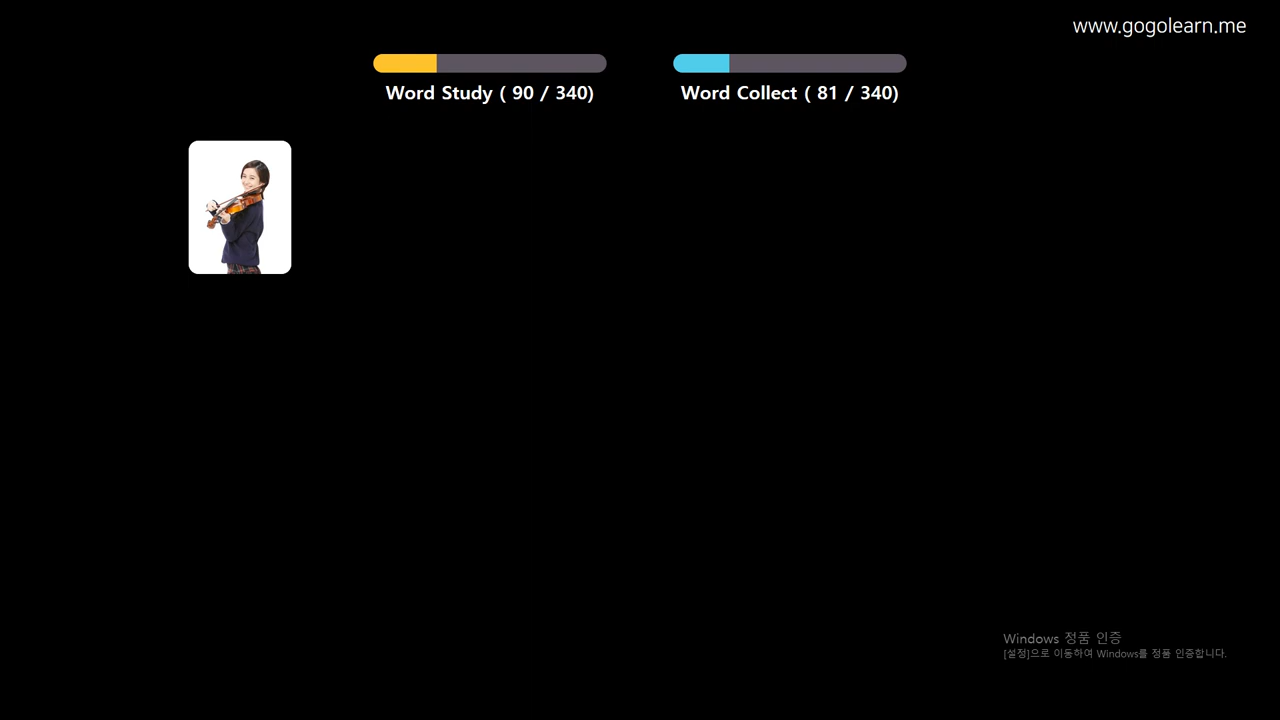 www.gogolearn.me
Word Study ( 90 / 340)
Word Collect ( 81 / 340)
Windows 정품 인증
[설정]으로 이동하여 Windows를 정품 인증합니다.